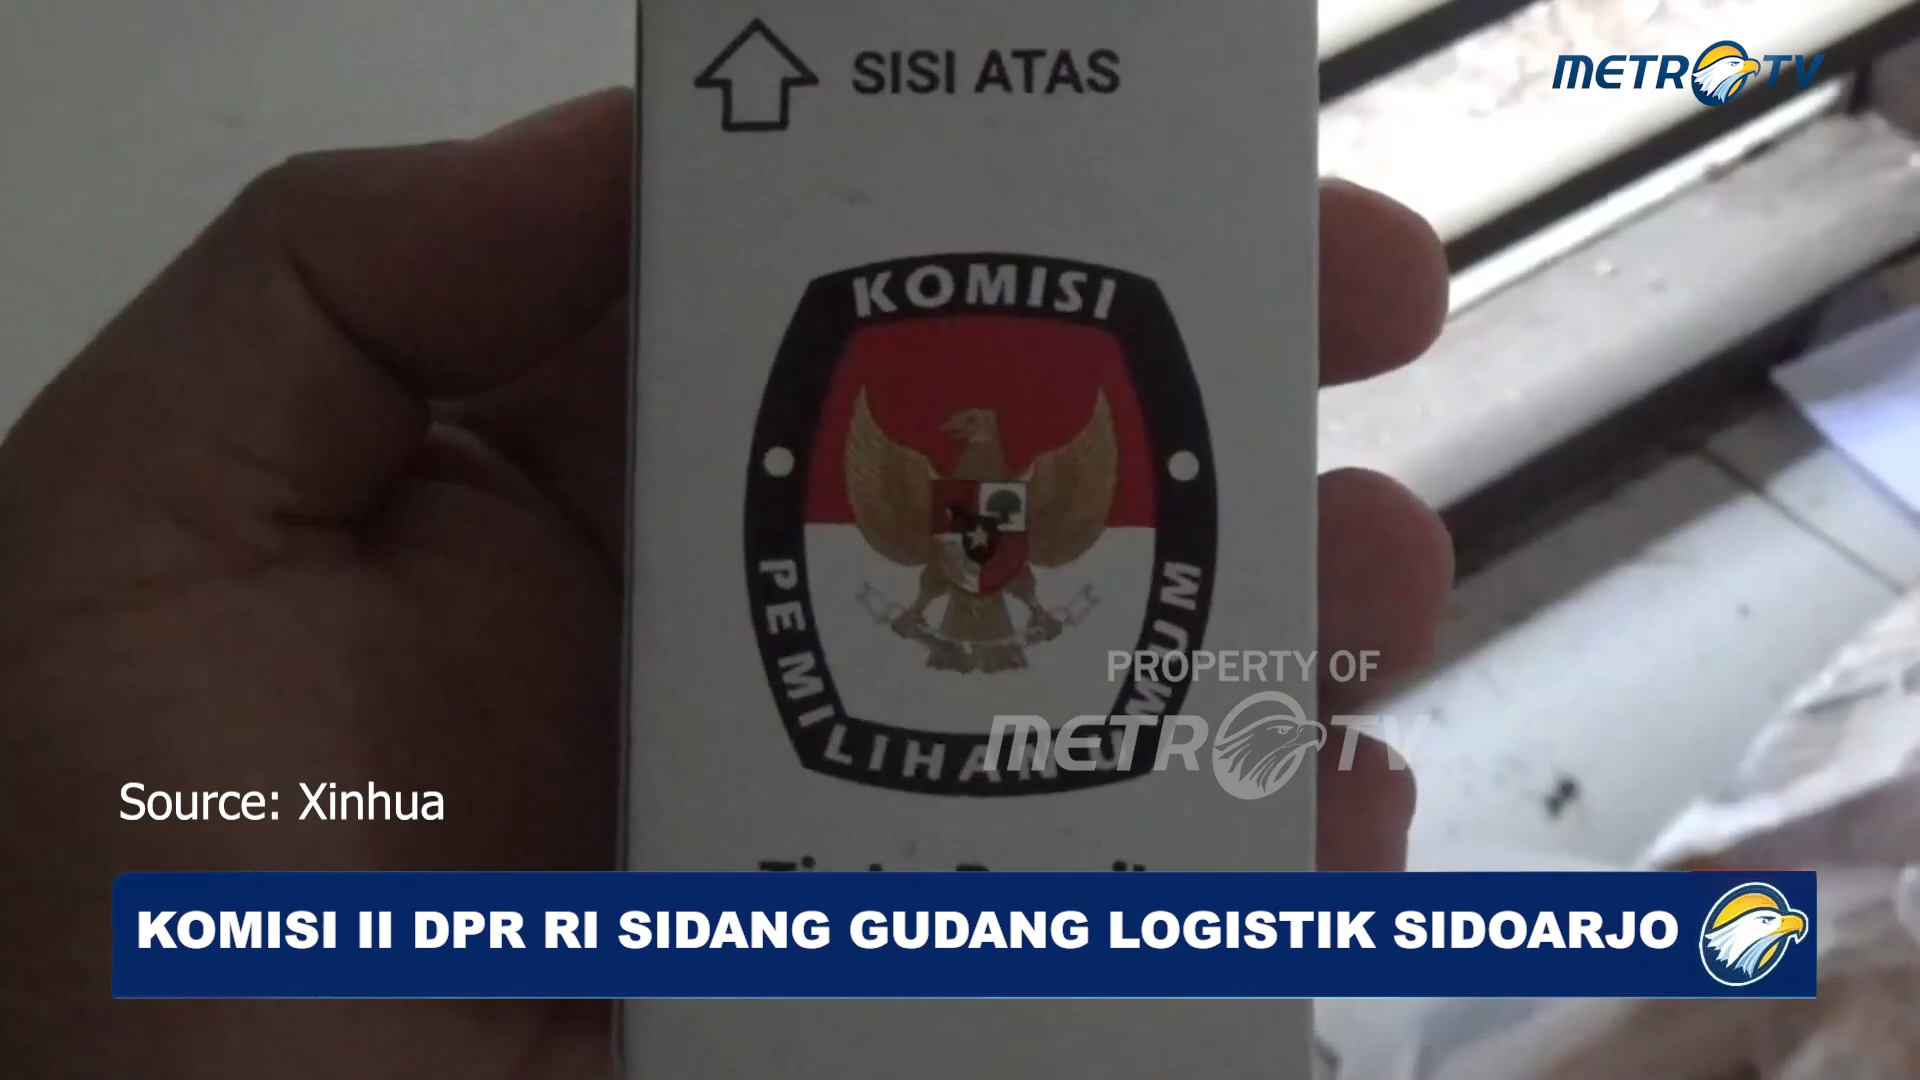 SISI ATAS
METRO TV
KOMISI
PEMILIHAN UMUM
PROPERTY OF
METRO TV
Source: Xinhua
KOMISI II DPR RI SIDANG GUDANG LOGISTIK SIDOARJO